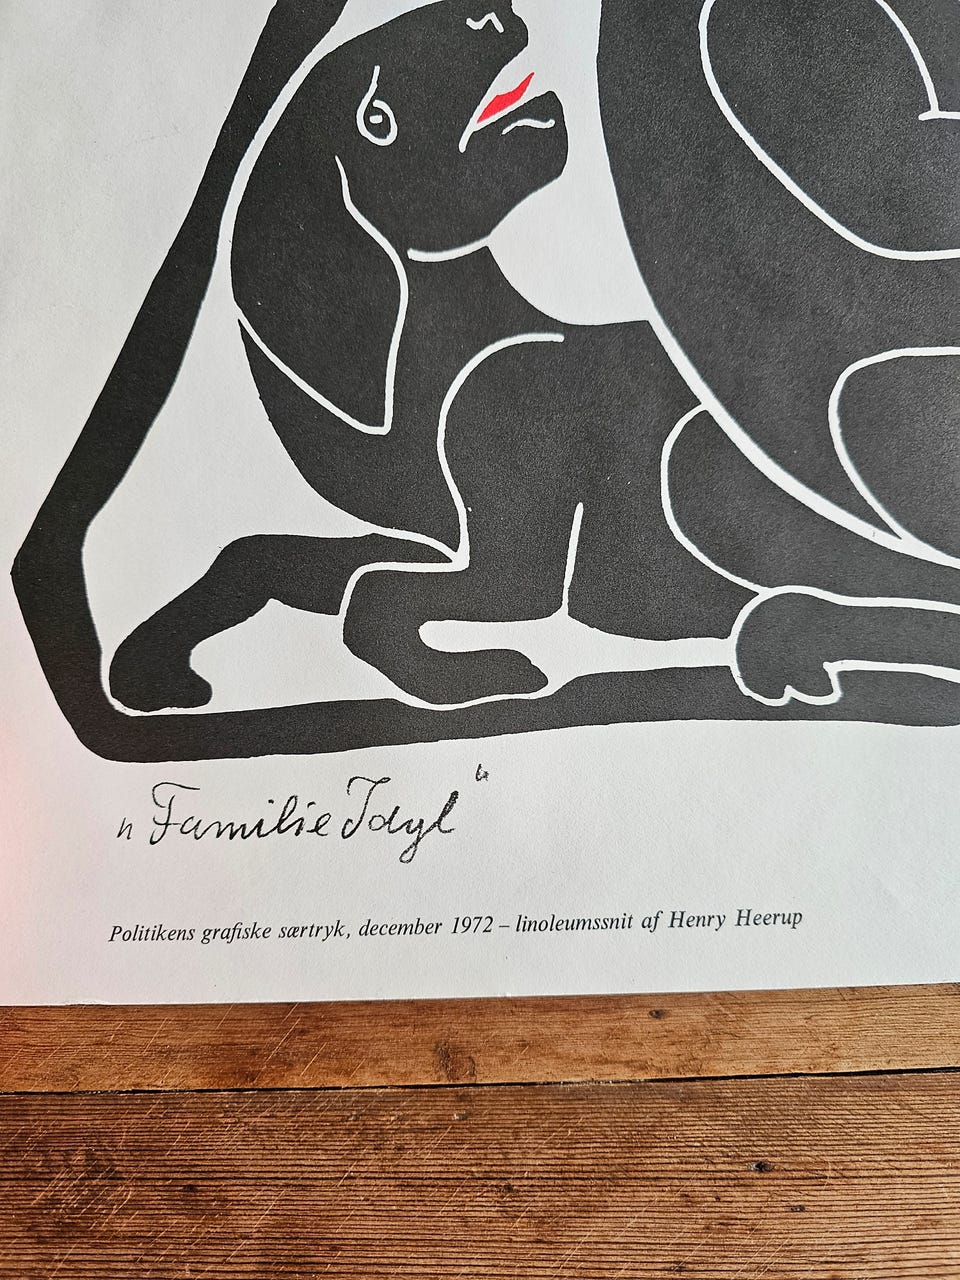 „Familie Idyl“
Politikens grafiske særtryk, december 1972 – linoleumssnit af Henry Heerup